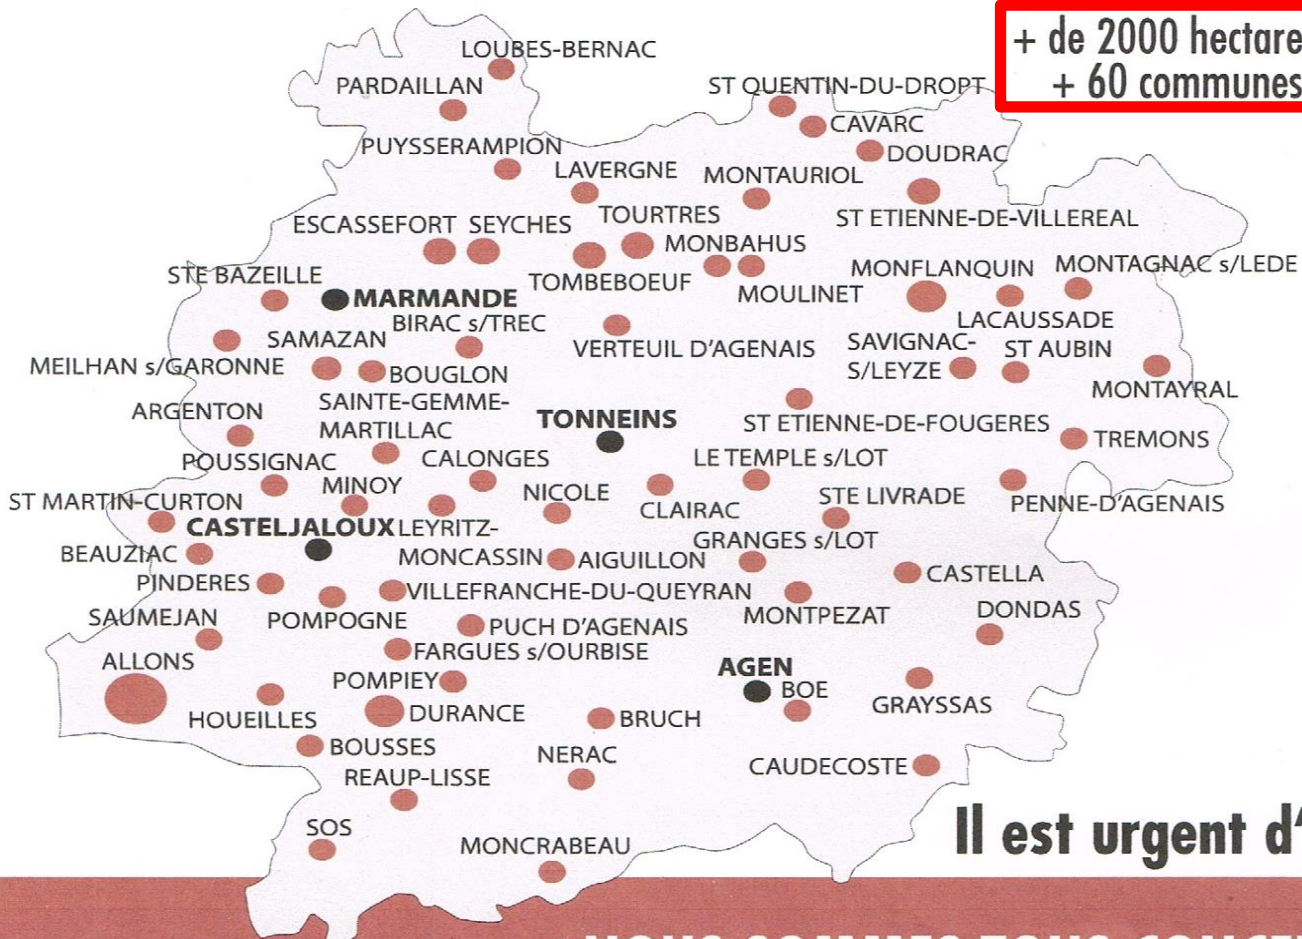 + de 2000 hectare
+ 60 communes
LOUBES-BERNAC
PARDAILLAN
ST QUENTIN-DU-DROPT
CAVARC
PUYSSERAMPION
DOUDRAC
LAVERGNE
MONTAURIOL
ESCASSEFORT
SEYCHES
TOURTRES
ST ETIENNE-DE-VILLEREAL
MONBAHUS
STE BAZEILLE
TOMBEBOEUF
MONFLANQUIN
MONTAGNAC s/LEDE
MARMANDE
MOULINET
BIRAC s/TREC
LACAUSSADE
SAMAZAN
VERTEUIL D'AGENAIS
SAVIGNAC-
S/LEYZE
ST AUBIN
MEILHAN s/GARONNE
BOUGLON
MONTAYRAL
ARGENTON
SAINTE-GEMME-
MARTILLAC
TONNEINS
ST ETIENNE-DE-FOUGERES
TREMONS
POUSSIGNAC
CALONGES
LE TEMPLE s/LOT
ST MARTIN-CURTON
MINOY
NICOLE
CLAIRAC
STE LIVRADE
PENNE-D'AGENAIS
CASTELJALOUX
LEYRITZ-
MONCASSIN
GRANGES s/LOT
BEAUZIAC
AIGUILLON
PINDERES
VILLEFRANCHE-DU-QUEYRAN
CASTELLA
SAUMEJAN
POMPOGNE
MONTPEZAT
DONDAS
PUCH D'AGENAIS
ALLONS
FARGUES s/OURBISE
POMPIEY
AGEN
BOE
GRAYSSAS
HOUEILLES
DURANCE
BRUCH
BOUSSES
NERAC
CAUDECOSTE
REAUP-LISSE
SOS
MONCRABEAU
Il est urgent d'
NOUS SOMMES TOUS CONCE